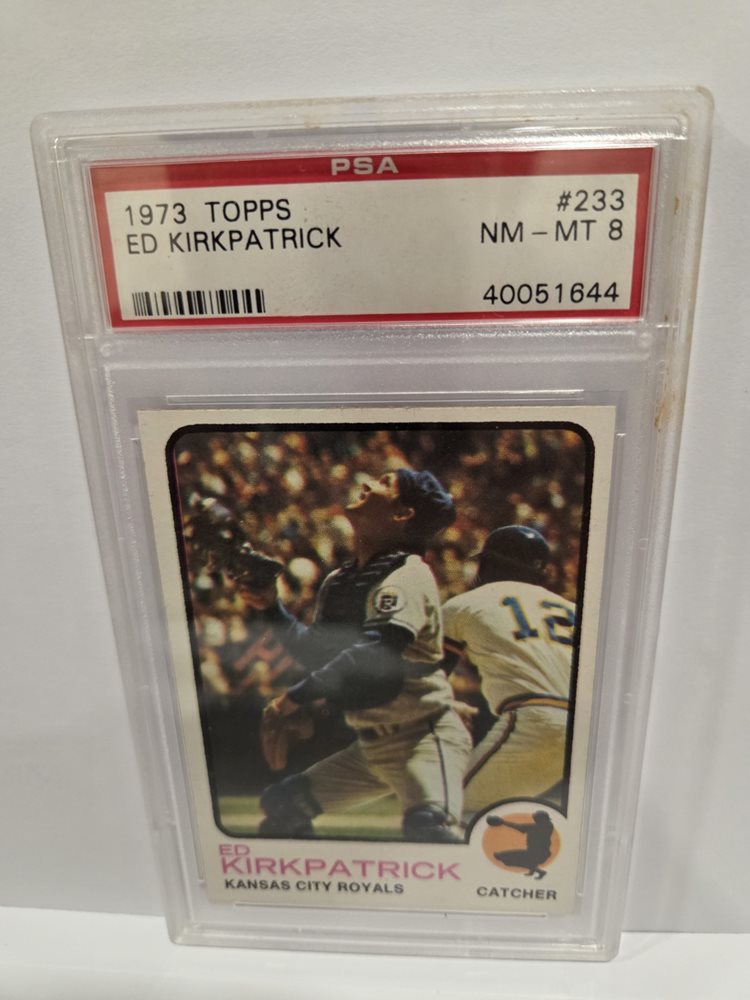 PSA
1973 TOPPS #233
ED KIRKPATRICK NM - MT 8
40051644
12
ED
KIRKPATRICK
KANSAS CITY ROYALS
CATCHER